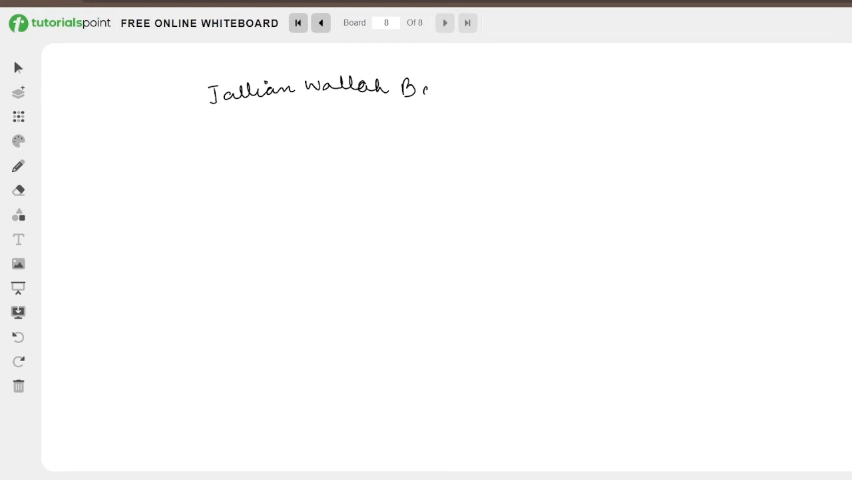 tutorialspoint FREE ONLINE WHITEBOARD Board 8 Of 8
Jallian wallah B